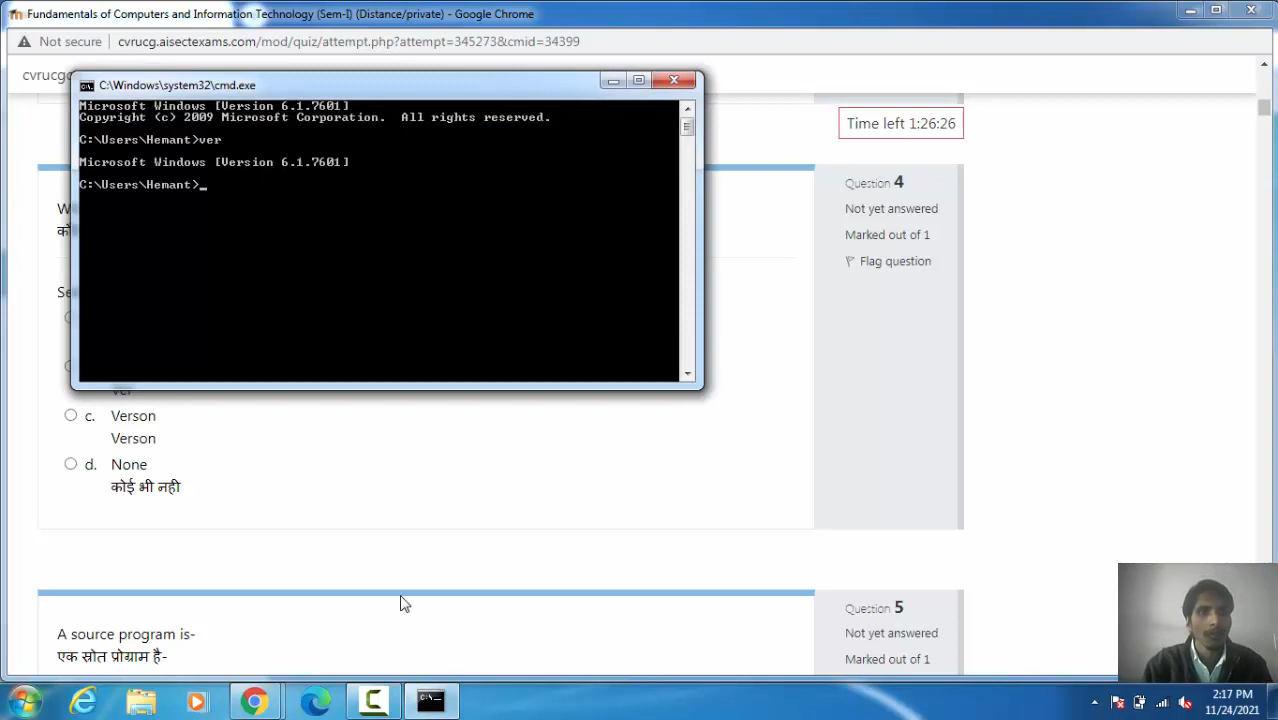 Fundamentals of Computers and Information Technology (Sem-I) (Distance/private) - Google Chrome
Not secure
cvrucg.aisectexams.com/mod/quiz/attempt.php?attempt=345273&cmid=34399
C:\Windows\system32\cmd.exe
Microsoft Windows [Version 6.1.7601]
Copyright (c) 2009 Microsoft Corporation. All rights reserved.
C:\Users\Hemant>ver
Microsoft Windows [Version 6.1.7601]
C:\Users\Hemant>_
Time left 1:26:26
Question 4
Not yet answered
Marked out of 1
Flag question
c. Verson
Verson
d. None
कोई भी नही
A source program is-
एक स्रोत प्रोग्राम है-
Question 5
Not yet answered
Marked out of 1
2:17 PM
11/24/2021